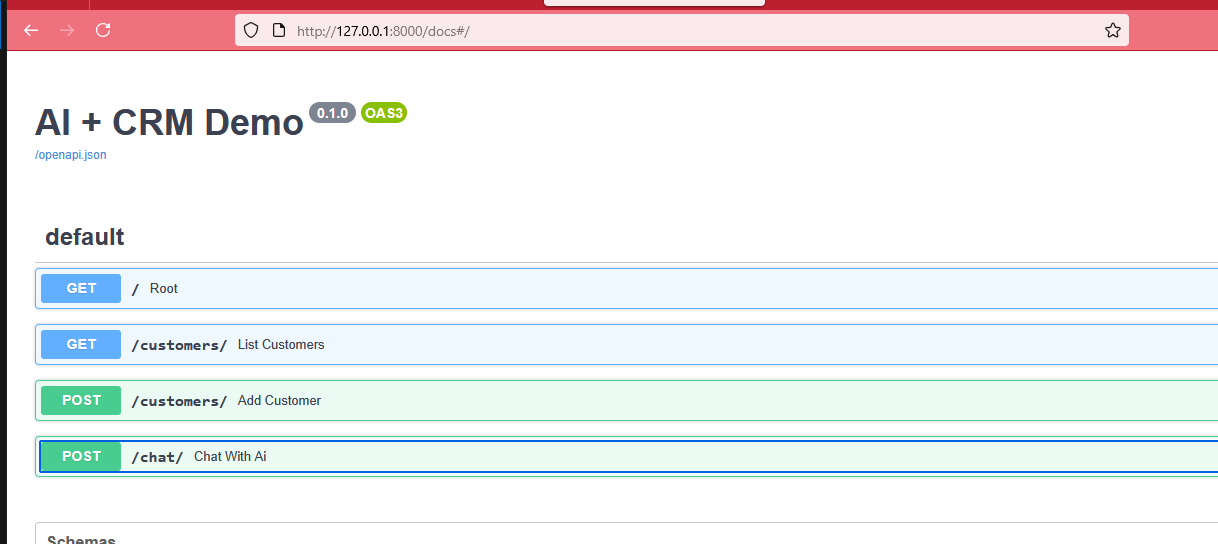 http://127.0.0.1:8000/docs#/
AI + CRM Demo 0.1.0 OAS3
/openapi.json
default
GET / Root
GET /customers/ List Customers
POST /customers/ Add Customer
POST /chat/ Chat With Ai
Schemas